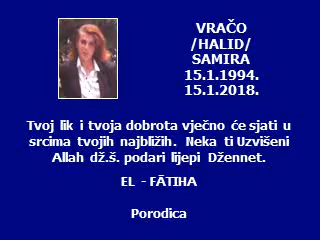 VRAČO
/HALID/
SAMIRA
15.1.1994.
15.1.2018.
Tvoj lik i tvoja dobrota vječno će sjati u
srcima tvojih najbližih. Neka ti Uzvišeni
Allah dž.š. podari lijepi Džennet.
EL - FĀTIHA
Porodica